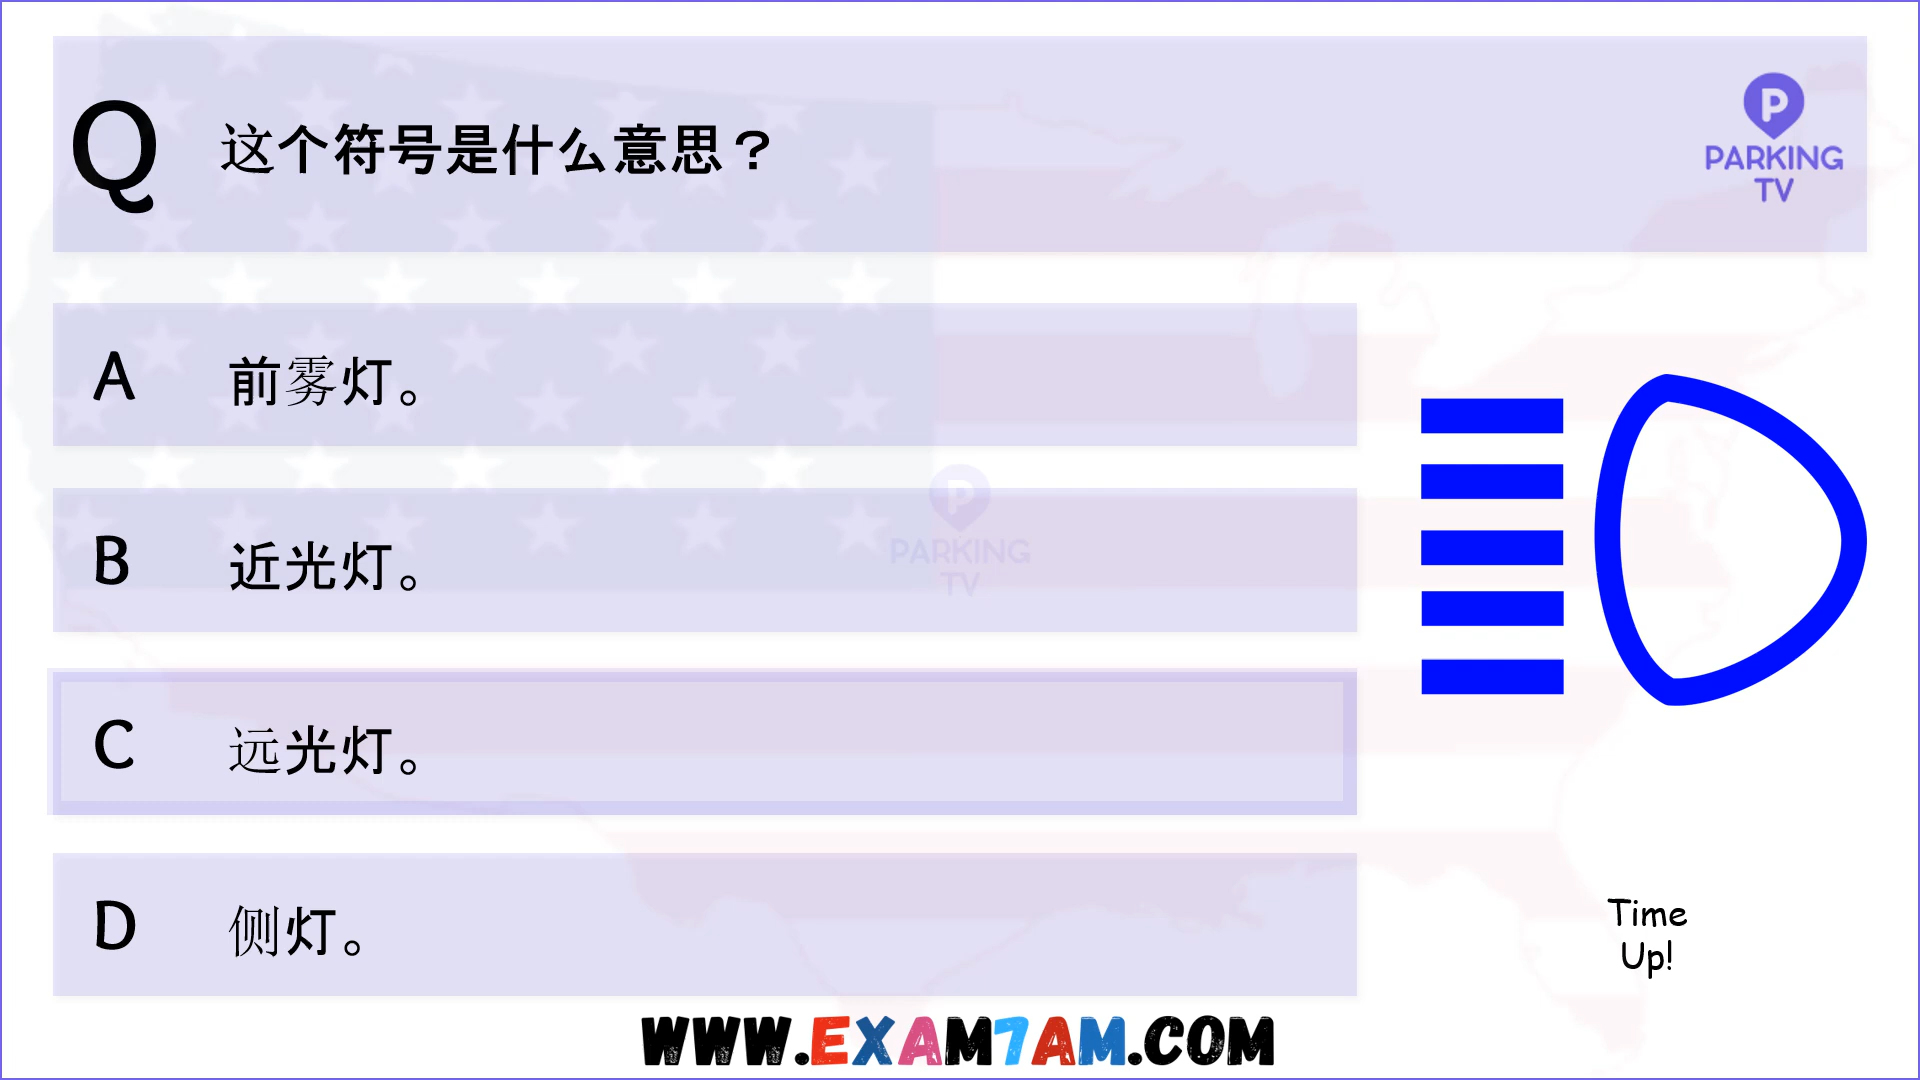 Q 这个符号是什么意思？
P
PARKING
TV
A 前雾灯。
B 近光灯。
P
PARKING
TV
C 远光灯。
D 侧灯。
Time
Up!
WWW.EXAM7AM.COM